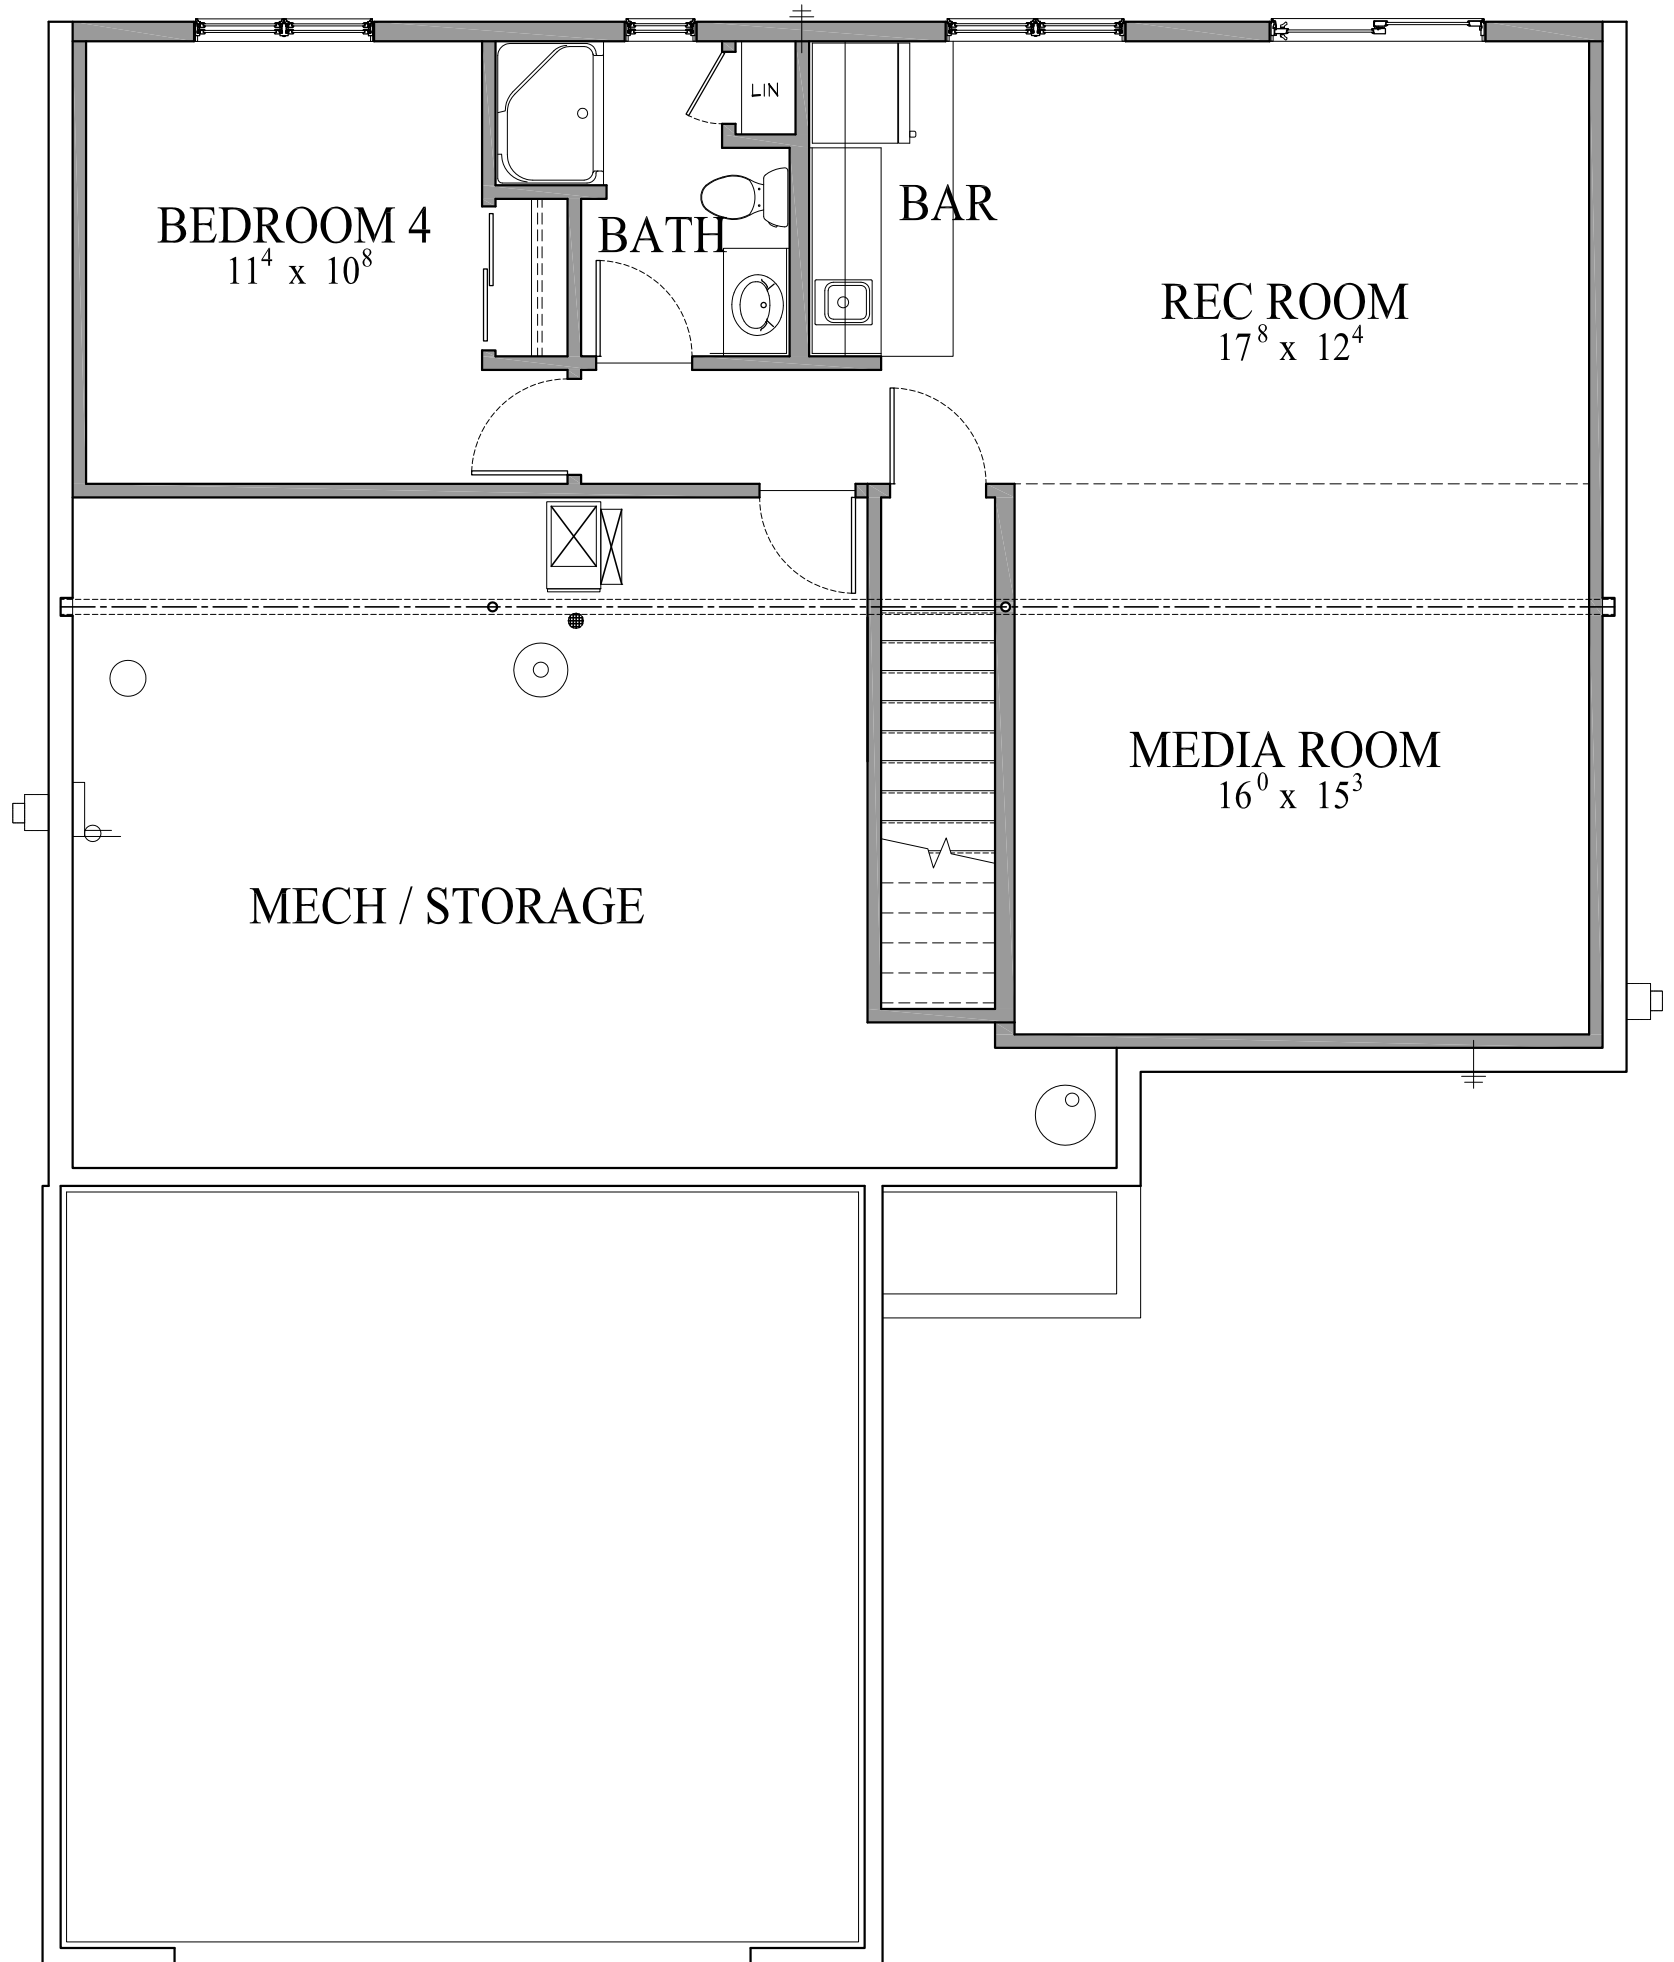 LIN
BEDROOM 4
11⁴ x 10⁸
BATH
BAR
REC ROOM
17⁸ x 12⁴
MEDIA ROOM
16⁰ x 15³
MECH / STORAGE